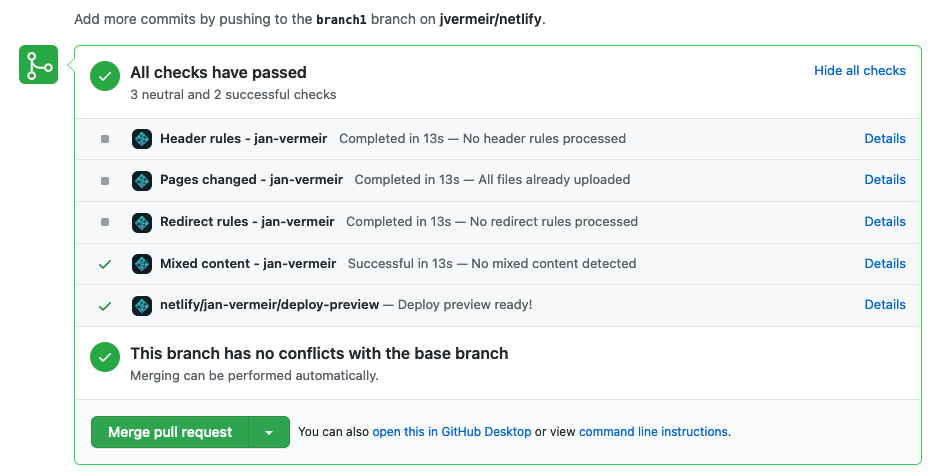 Add more commits by pushing to the branch1 branch on jvermeir/netlify.
All checks have passed
Hide all checks
3 neutral and 2 successful checks
Header rules - jan-vermeir Completed in 13s — No header rules processed Details
Pages changed - jan-vermeir Completed in 13s — All files already uploaded Details
Redirect rules - jan-vermeir Completed in 13s — No redirect rules processed Details
Mixed content - jan-vermeir Successful in 13s — No mixed content detected Details
netlify/jan-vermeir/deploy-preview — Deploy preview ready! Details
This branch has no conflicts with the base branch
Merging can be performed automatically.
Merge pull request You can also open this in GitHub Desktop or view command line instructions.